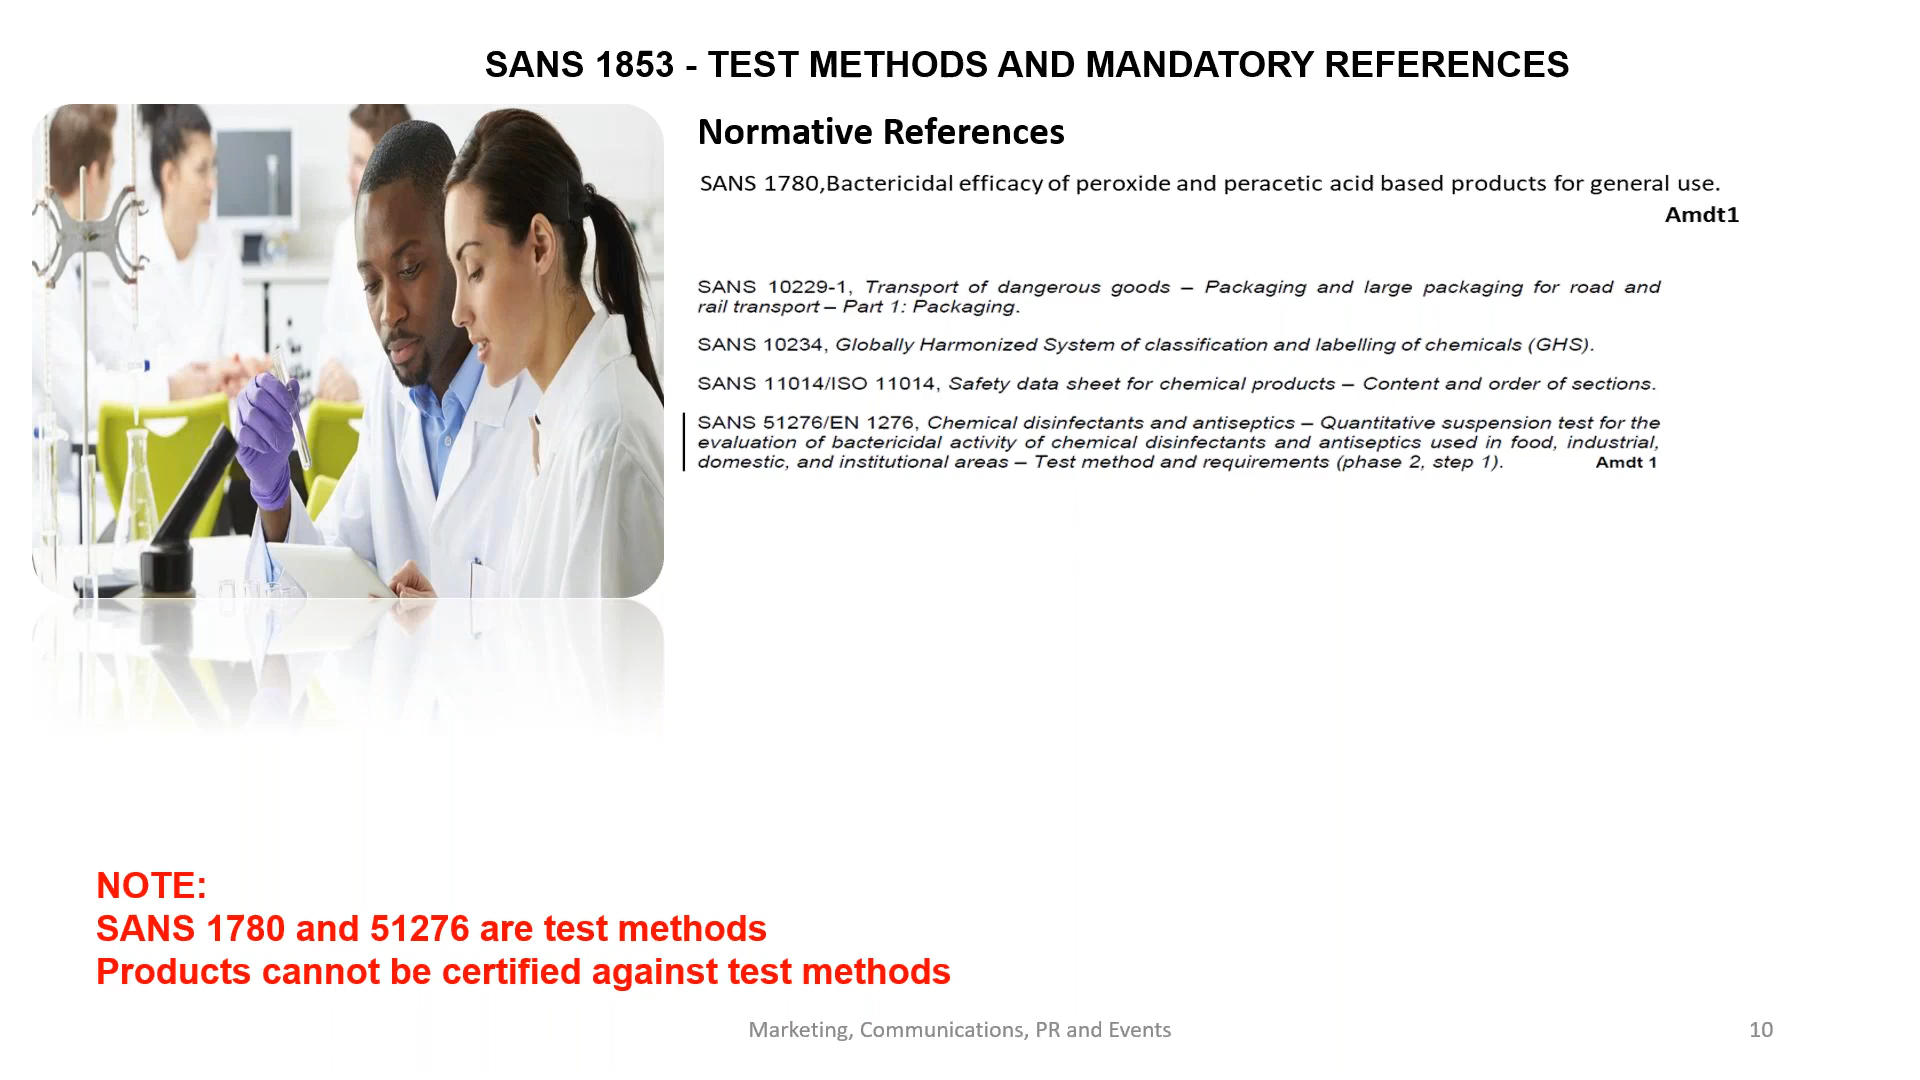 SANS 1853 - TEST METHODS AND MANDATORY REFERENCES
Normative References
SANS 1780,Bactericidal efficacy of peroxide and peracetic acid based products for general use.
Amdt1
SANS 10229-1, Transport of dangerous goods – Packaging and large packaging for road and
rail transport – Part 1: Packaging.
SANS 10234, Globally Harmonized System of classification and labelling of chemicals (GHS).
SANS 11014/ISO 11014, Safety data sheet for chemical products – Content and order of sections.
SANS 51276/EN 1276, Chemical disinfectants and antiseptics – Quantitative suspension test for the
evaluation of bactericidal activity of chemical disinfectants and antiseptics used in food, industrial,
domestic, and institutional areas – Test method and requirements (phase 2, step 1). Amdt 1
NOTE:
SANS 1780 and 51276 are test methods
Products cannot be certified against test methods
Marketing, Communications, PR and Events
10